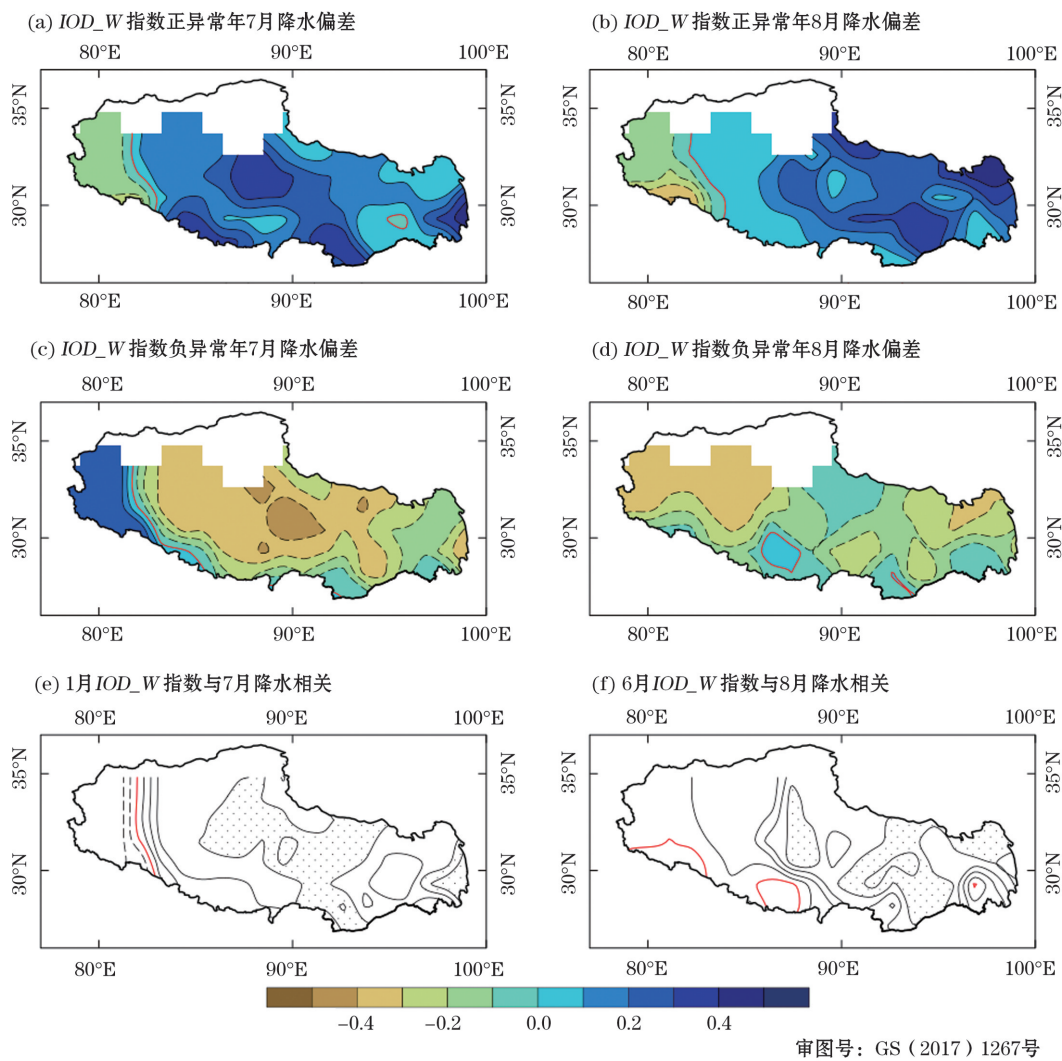 (a) IOD_W 指数正异常年7月降水偏差
(b) IOD_W 指数正异常年8月降水偏差
80°E 90°E 100°E
80°E 90°E 100°E
35°N 35°N 35°N 35°N
30°N 30°N 30°N 30°N
80°E 90°E 100°E
80°E 90°E 100°E
(c) IOD_W 指数负异常年7月降水偏差
(d) IOD_W 指数负异常年8月降水偏差
80°E 90°E 100°E
80°E 90°E 100°E
35°N 35°N 35°N 35°N
30°N 30°N 30°N 30°N
80°E 90°E 100°E
80°E 90°E 100°E
(e) 1月IOD_W 指数与7月降水相关
(f) 6月IOD_W 指数与8月降水相关
80°E 90°E 100°E
80°E 90°E 100°E
35°N 35°N 35°N 35°N
30°N 30°N 30°N 30°N
80°E 90°E 100°E
80°E 90°E 100°E
-0.4 -0.2 0.0 0.2 0.4
审图号：GS（2017）1267号